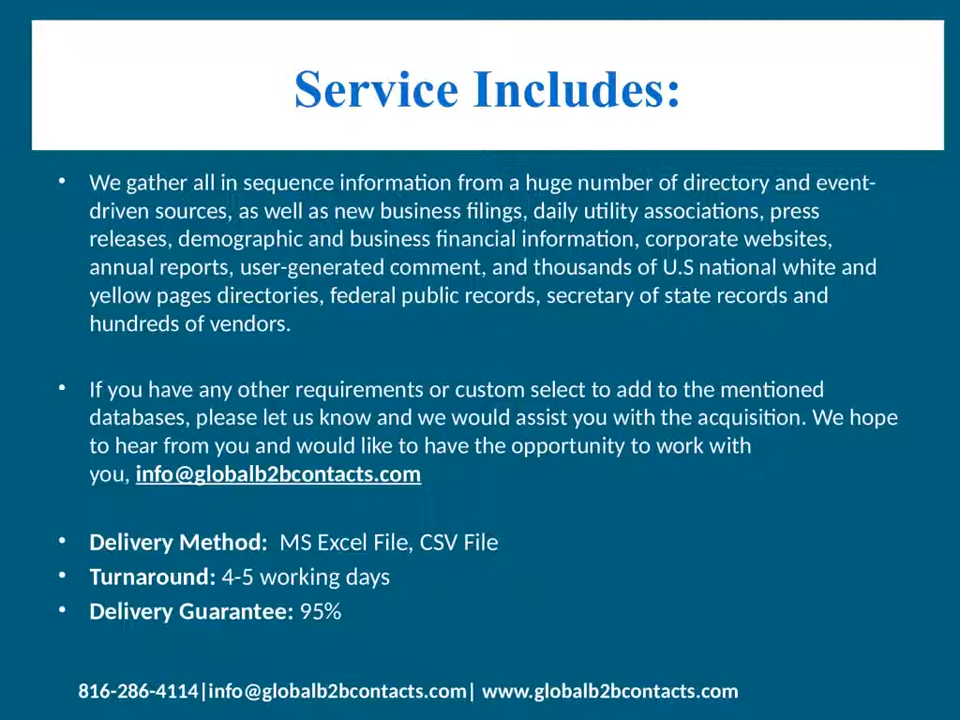 Service Includes:
• We gather all in sequence information from a huge number of directory and event-
driven sources, as well as new business filings, daily utility associations, press
releases, demographic and business financial information, corporate websites,
annual reports, user-generated comment, and thousands of U.S national white and
yellow pages directories, federal public records, secretary of state records and
hundreds of vendors.
• If you have any other requirements or custom select to add to the mentioned
databases, please let us know and we would assist you with the acquisition. We hope
to hear from you and would like to have the opportunity to work with
you, info@globalb2bcontacts.com
• Delivery Method:  MS Excel File, CSV File
• Turnaround: 4-5 working days
• Delivery Guarantee: 95%
816-286-4114|info@globalb2bcontacts.com| www.globalb2bcontacts.com